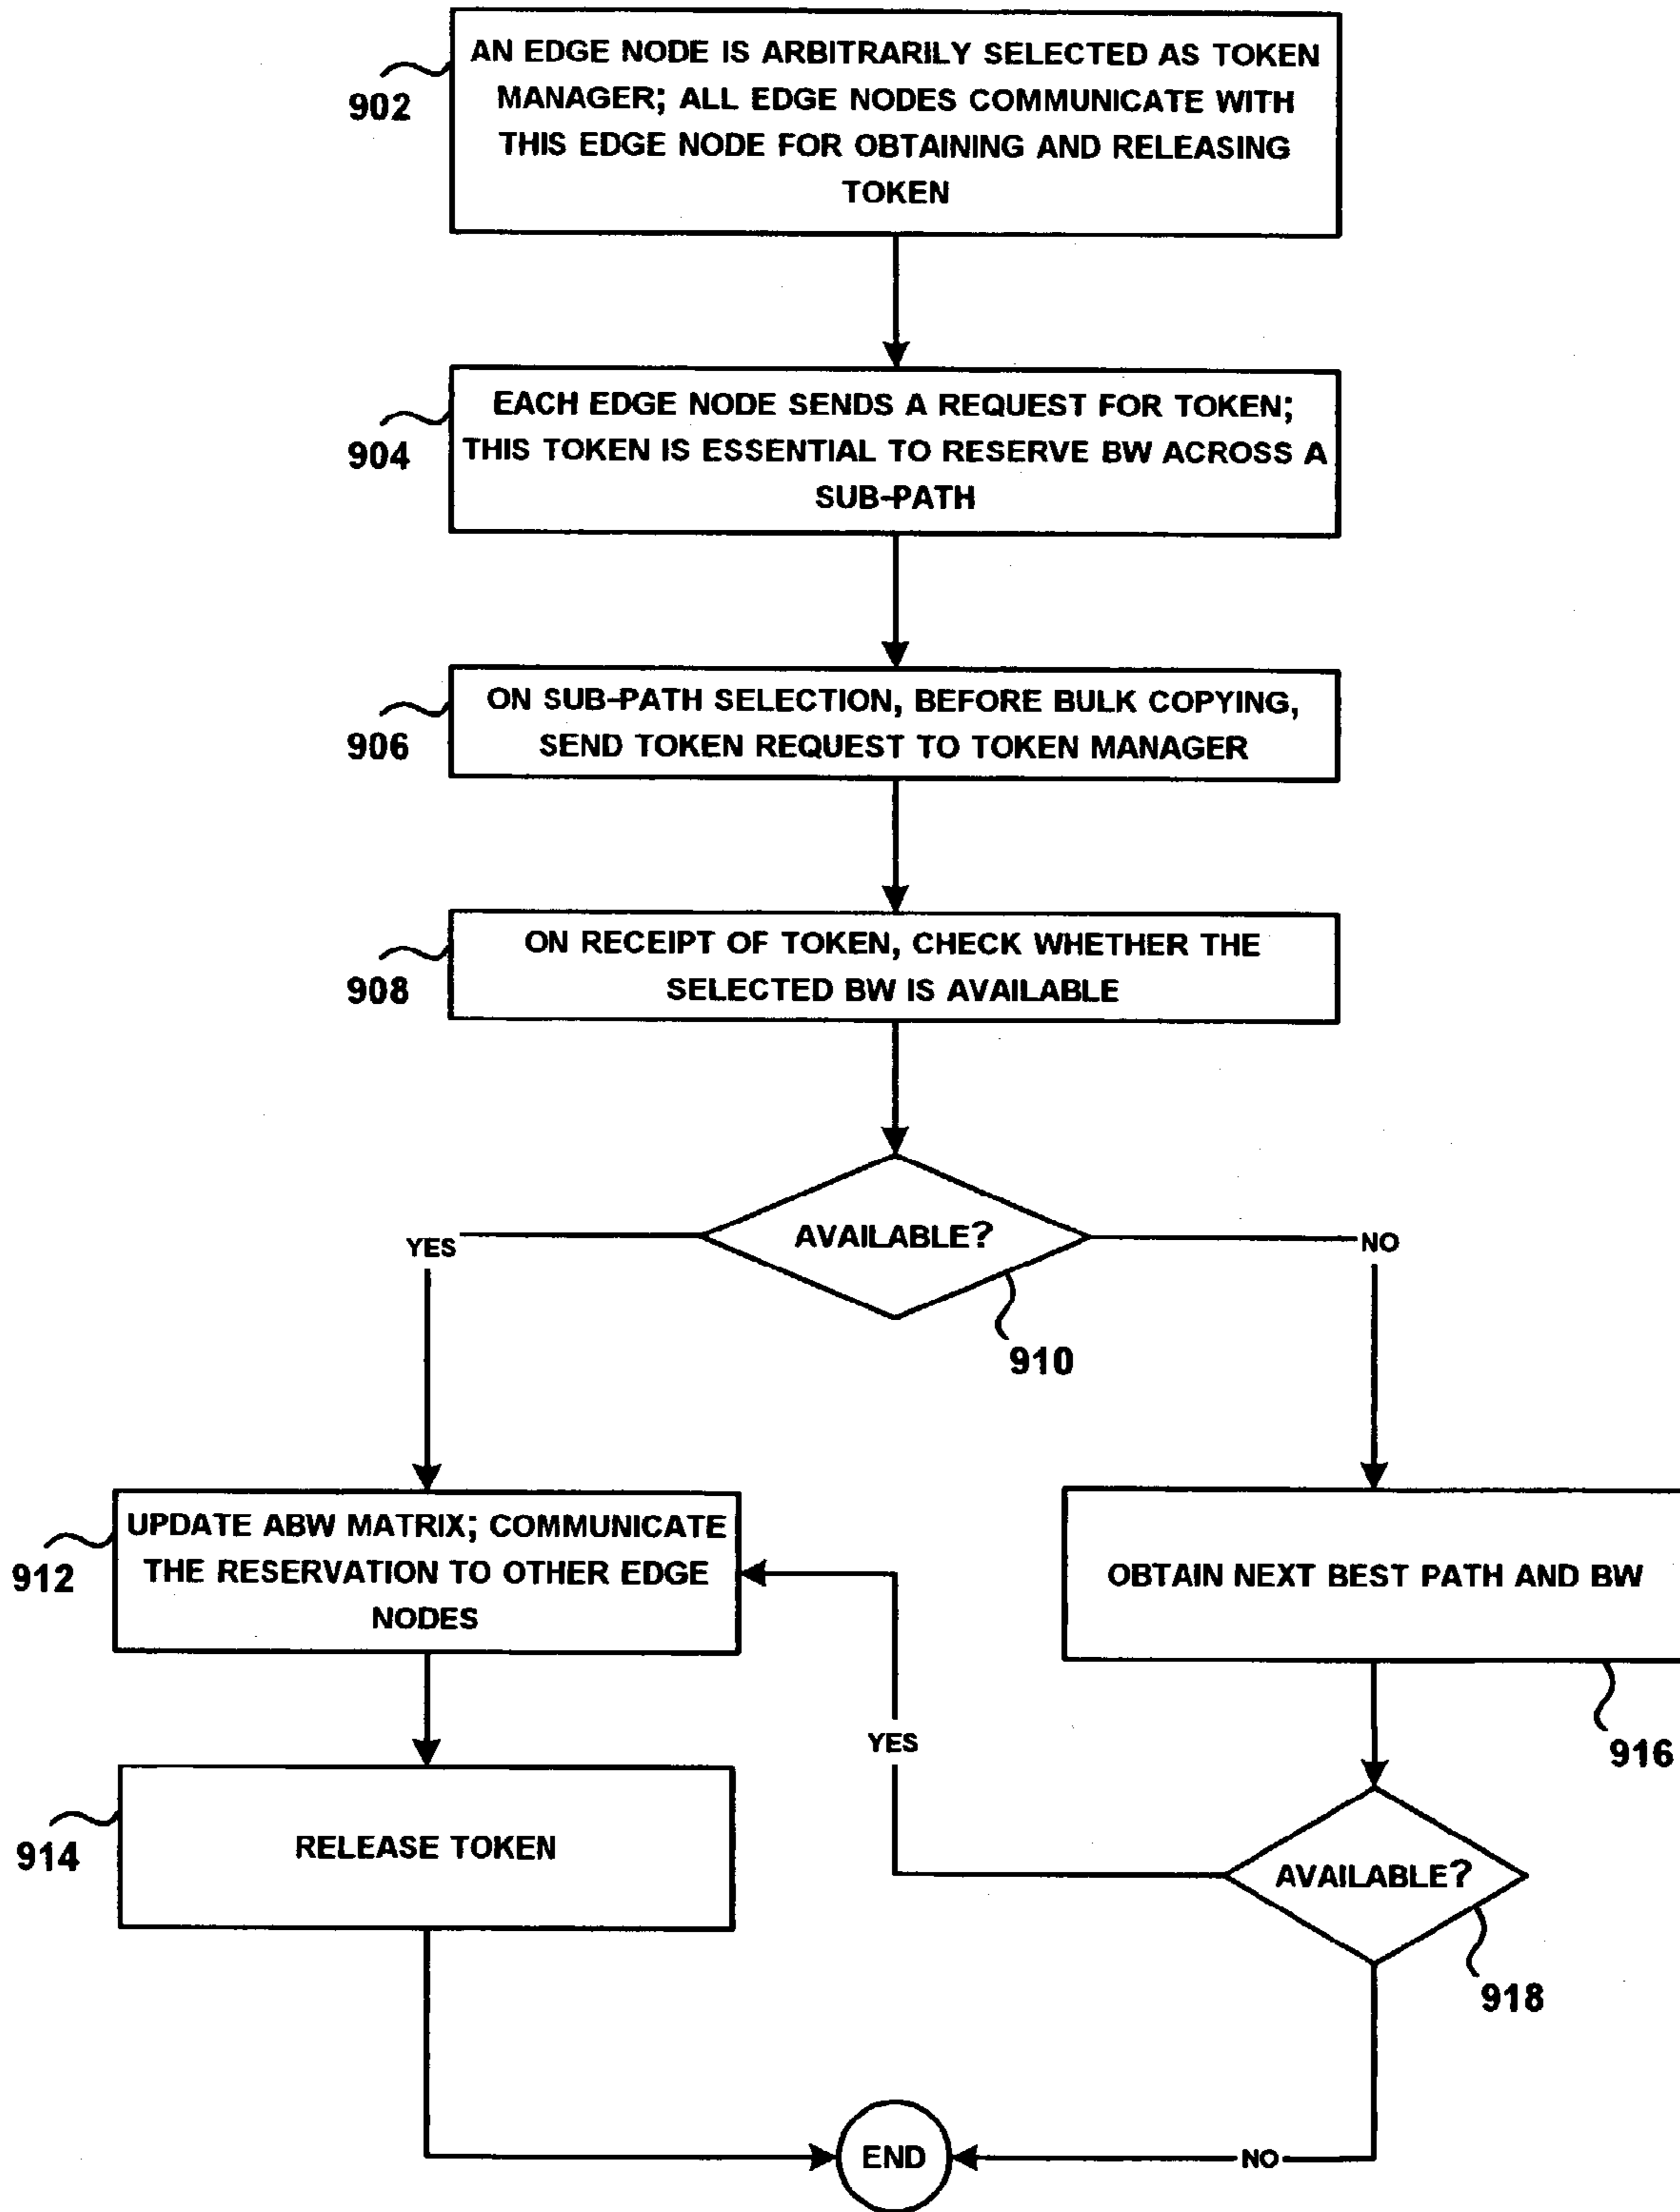 AN EDGE NODE IS ARBITRARILY SELECTED AS TOKEN
MANAGER; ALL EDGE NODES COMMUNICATE WITH
THIS EDGE NODE FOR OBTAINING AND RELEASING
TOKEN
902
EACH EDGE NODE SENDS A REQUEST FOR TOKEN;
THIS TOKEN IS ESSENTIAL TO RESERVE BW ACROSS A
SUB-PATH
904
ON SUB-PATH SELECTION, BEFORE BULK COPYING,
SEND TOKEN REQUEST TO TOKEN MANAGER
906
ON RECEIPT OF TOKEN, CHECK WHETHER THE
SELECTED BW IS AVAILABLE
908
AVAILABLE?
YES
NO
910
UPDATE ABW MATRIX; COMMUNICATE
THE RESERVATION TO OTHER EDGE
NODES
912
OBTAIN NEXT BEST PATH AND BW
916
YES
RELEASE TOKEN
914
AVAILABLE?
918
END
NO